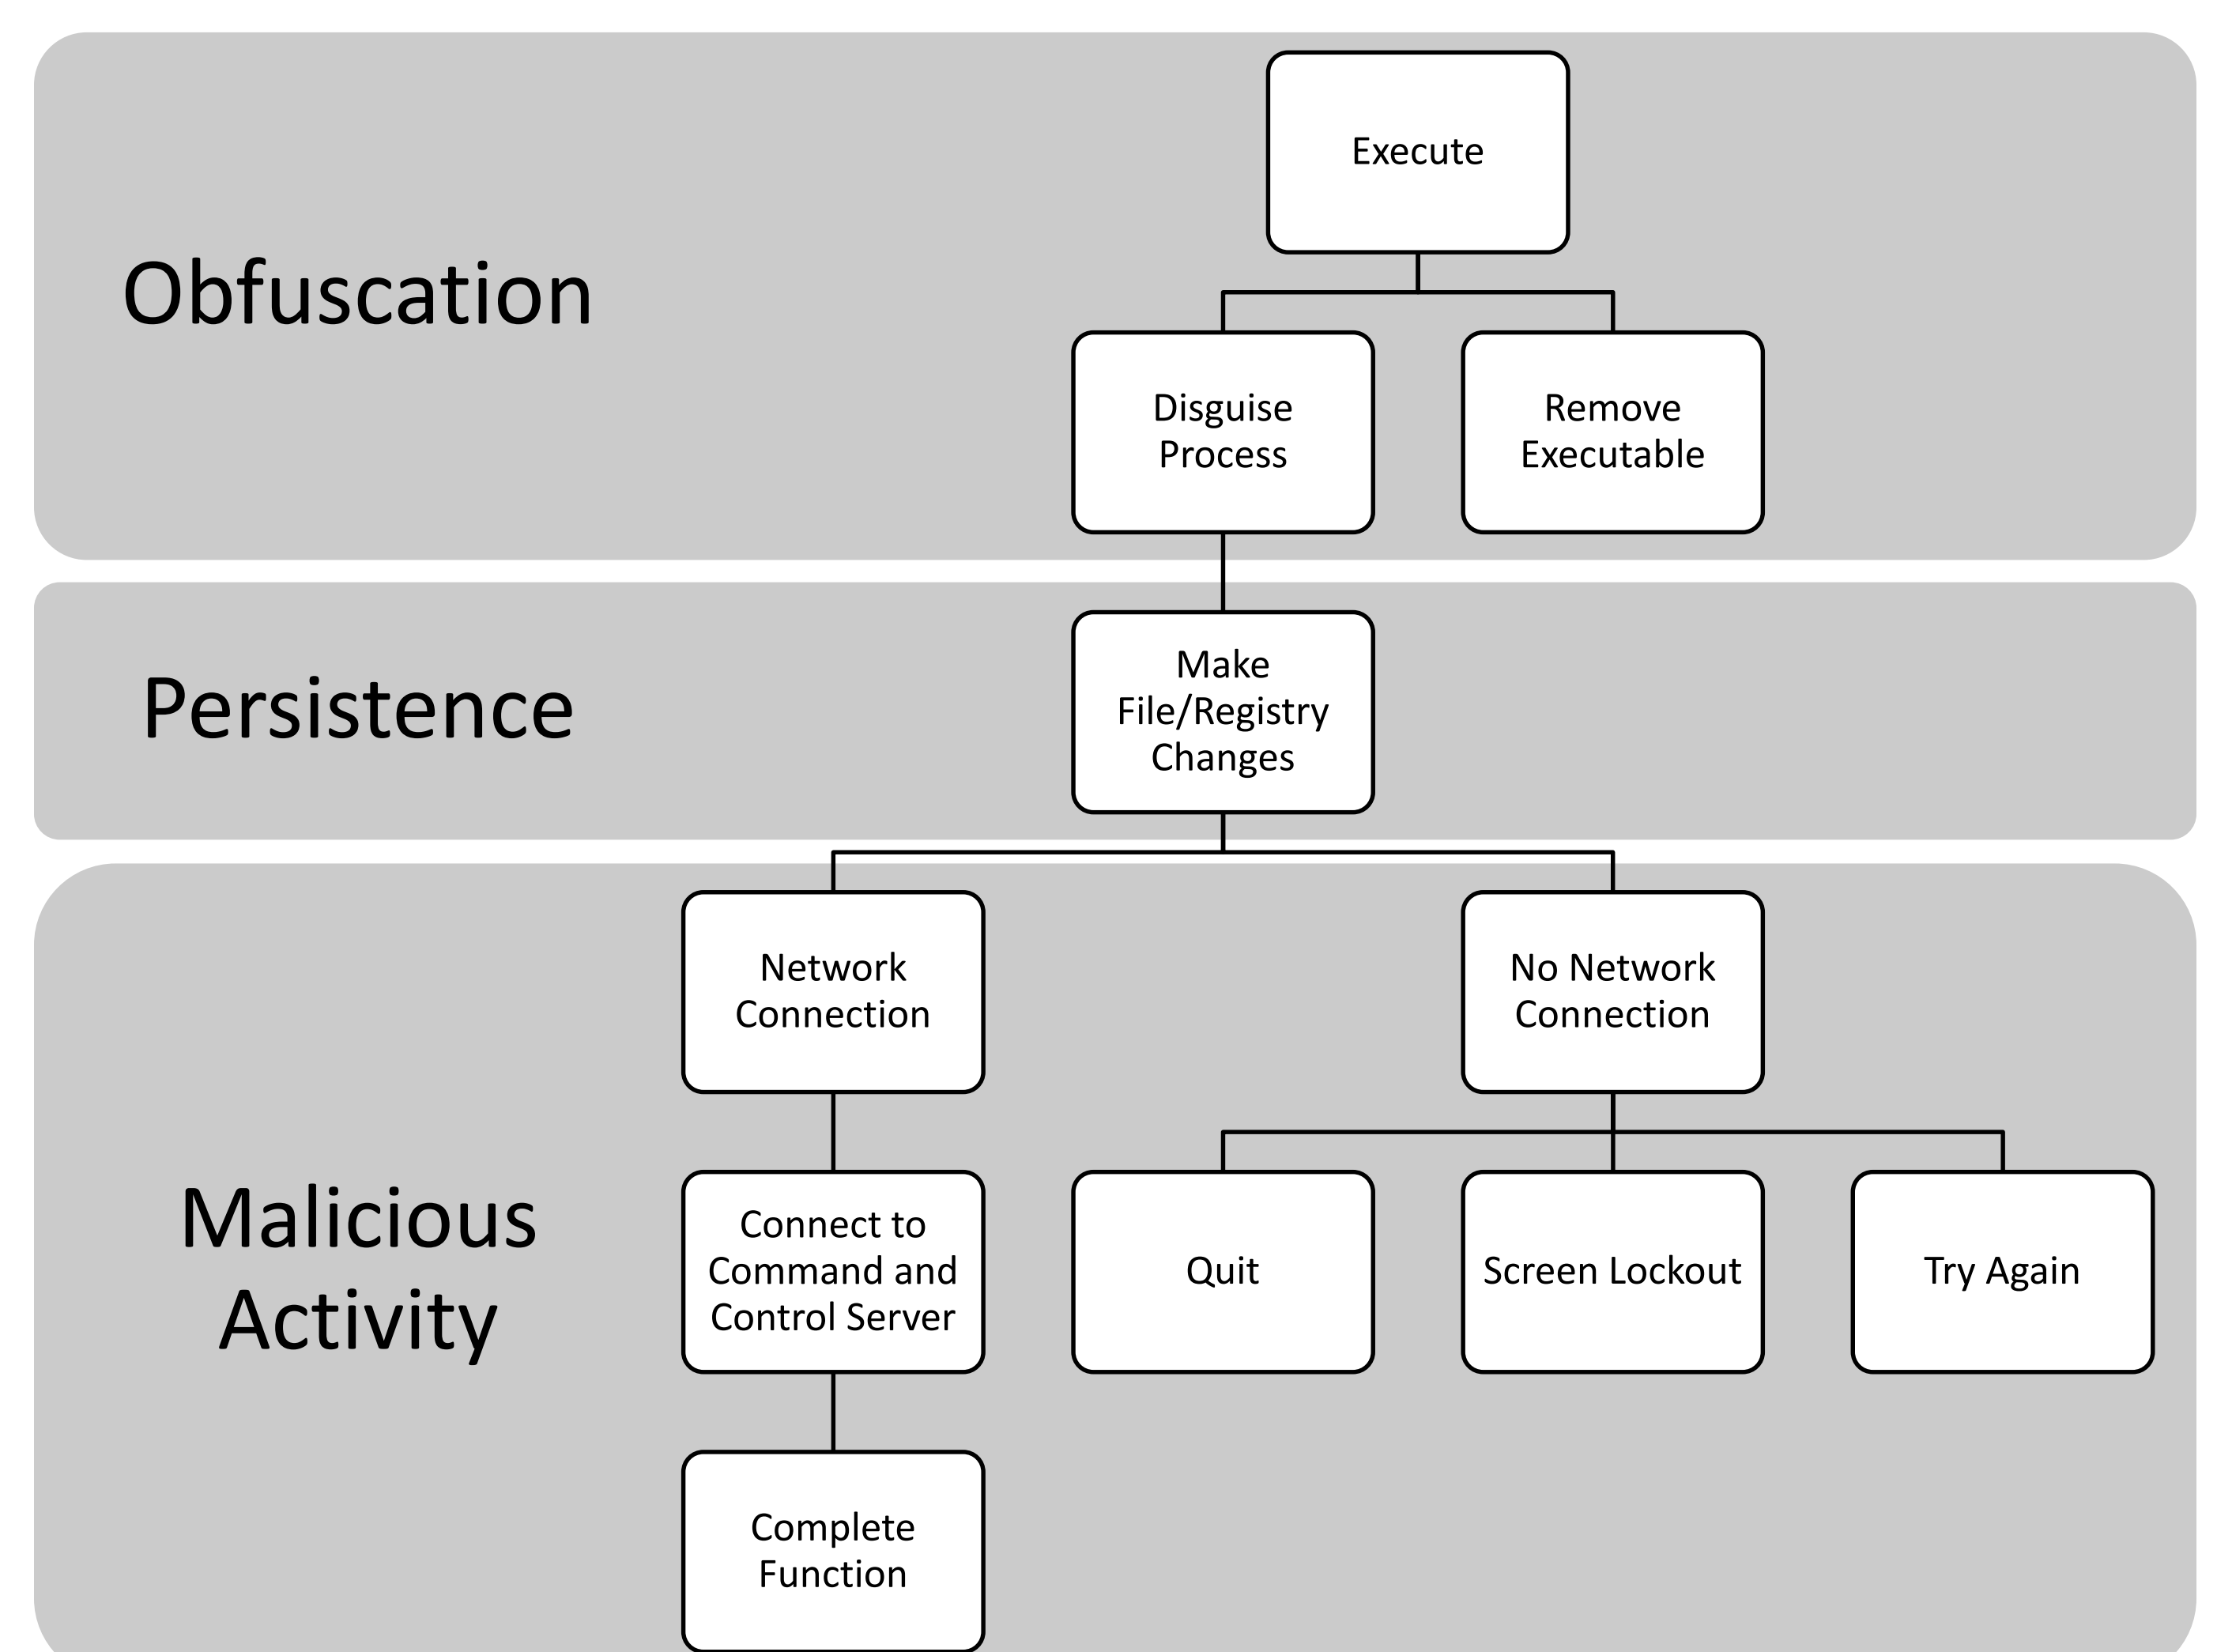 Obfuscation
Execute
Disguise
Process
Remove
Executable
Persistence
Make
File/Registry
Changes
Malicious
Activity
Network
Connection
No Network
Connection
Connect to
Command and
Control Server
Quit
Screen Lockout
Try Again
Complete
Function